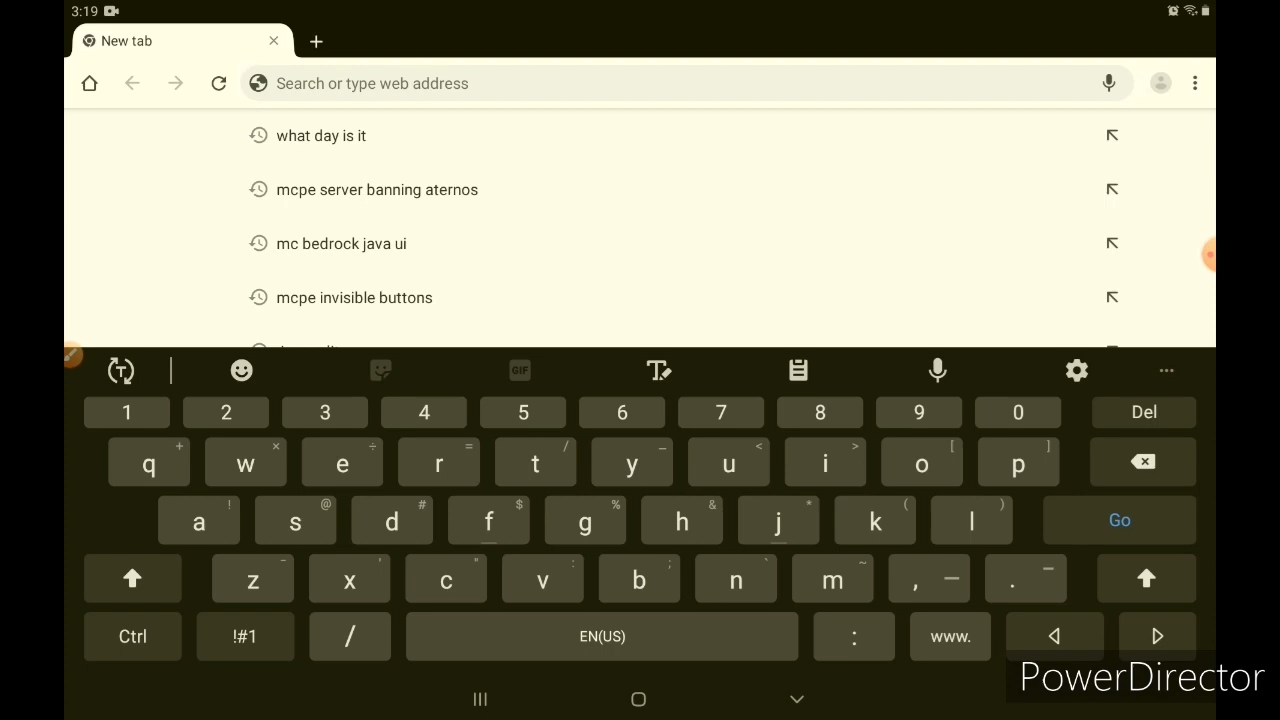 3:19
New tab
Search or type web address
what day is it
mcpe server banning aternos
mc bedrock java ui
mcpe invisible buttons
T GIF T
1 2 3 4 5 6 7 8 9 0 Del
+ × ÷ = / _ < > [ ]
q w e r t y u i o p
! @ # $ % & * ( )
a s d f g h j k l Go
- ' " : ; ` ~ — –
z x c v b n m , .
Ctrl !#1 / EN(US) : www.
PowerDirector